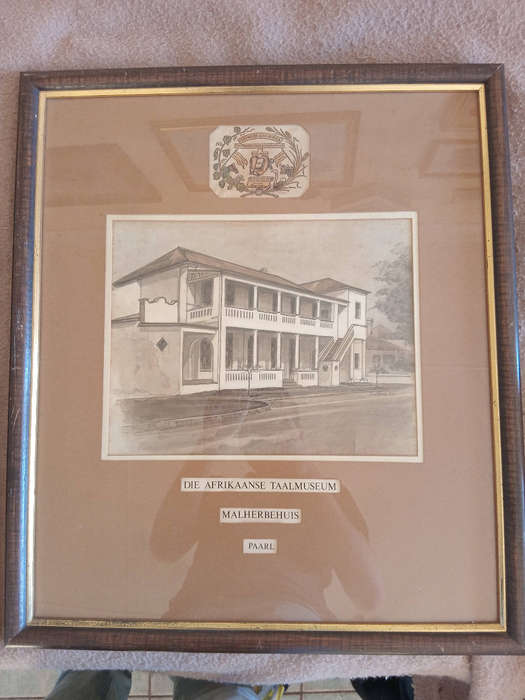 DIE AFRIKAANSE TAALMUSEUM
MALHERBEHUIS
PAARL